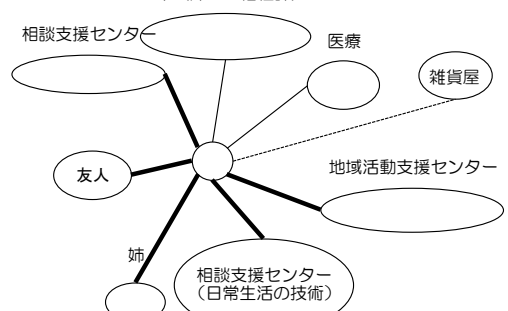 相談支援センター
医療
雑貨屋
友人
地域活動支援センター
姉
相談支援センター
（日常生活の技術）